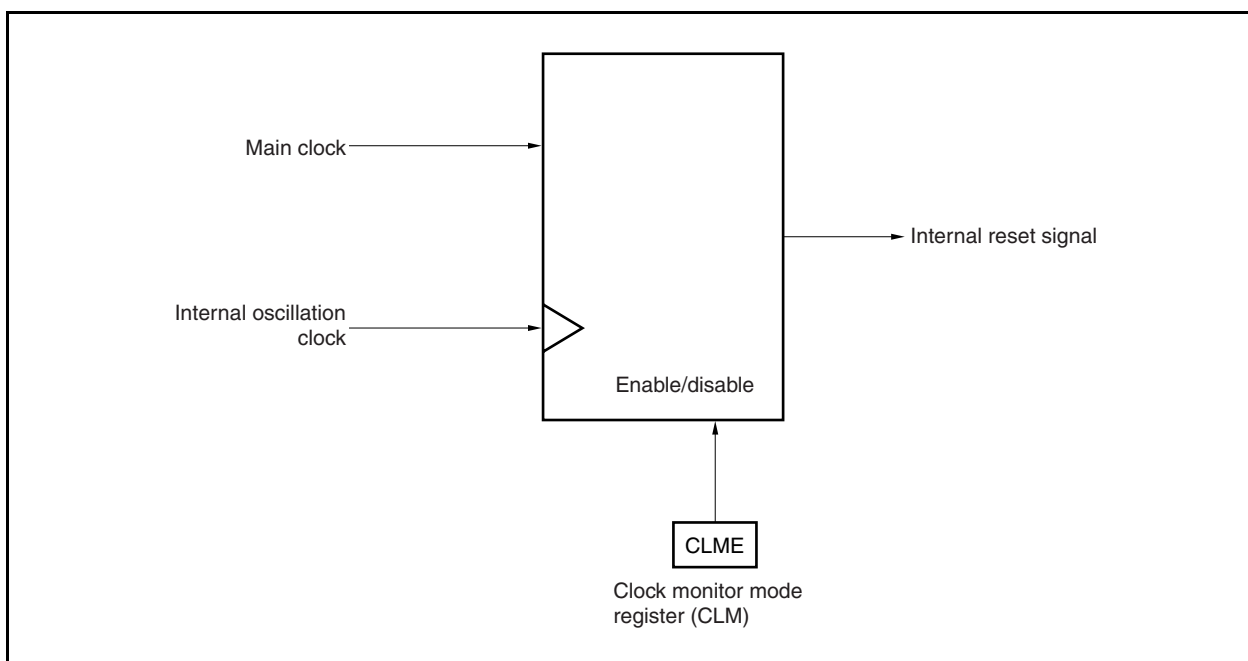 Main clock
Internal reset signal
Internal oscillation
clock
Enable/disable
CLME
Clock monitor mode
register (CLM)